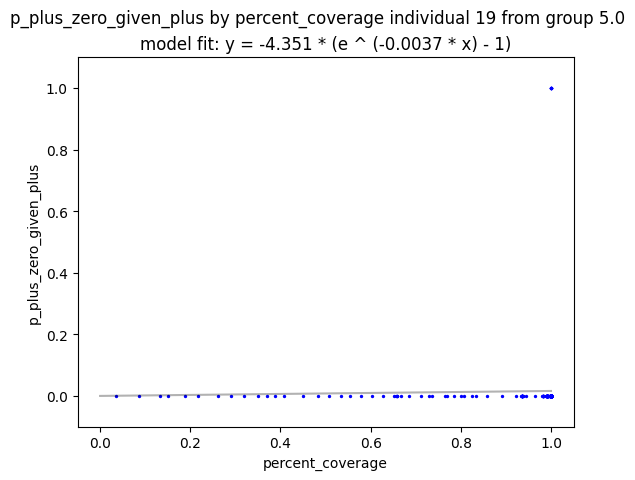 p_plus_zero_given_plus by percent_coverage individual 19 from group 5.0
model fit: y = -4.351 * (e ^ (-0.0037 * x) - 1)
1.0
0.8
0.6
0.4
0.2
0.0
p_plus_zero_given_plus
0.0 0.2 0.4 0.6 0.8 1.0
percent_coverage